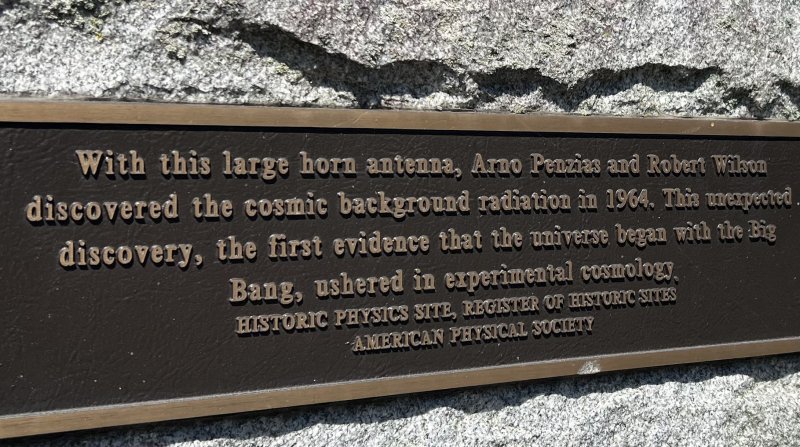 With this large horn antenna, Arno Penzias and Robert Wilson
discovered the cosmic background radiation in 1964. This unexpected
discovery, the first evidence that the universe began with the Big
Bang, ushered in experimental cosmology.
HISTORIC PHYSICS SITE, REGISTER OF HISTORIC SITES
AMERICAN PHYSICAL SOCIETY